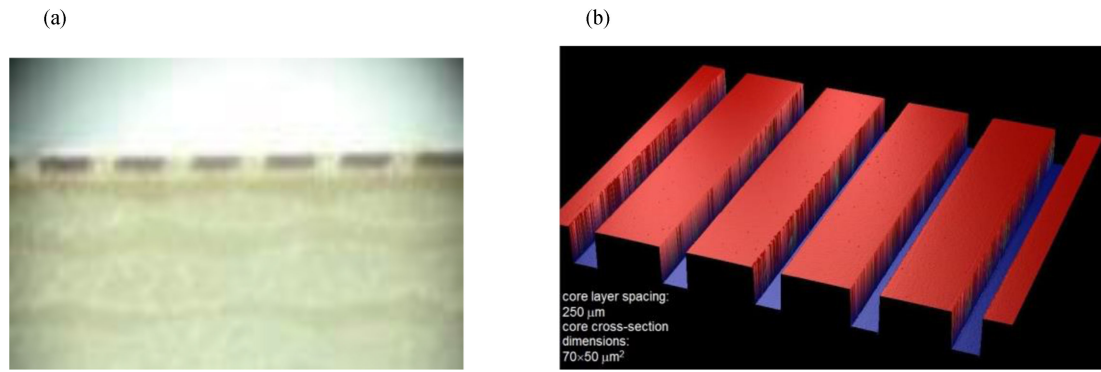 (a)
(b)
core layer spacing:
250 μm
core cross-section
dimensions:
70×50 μm²